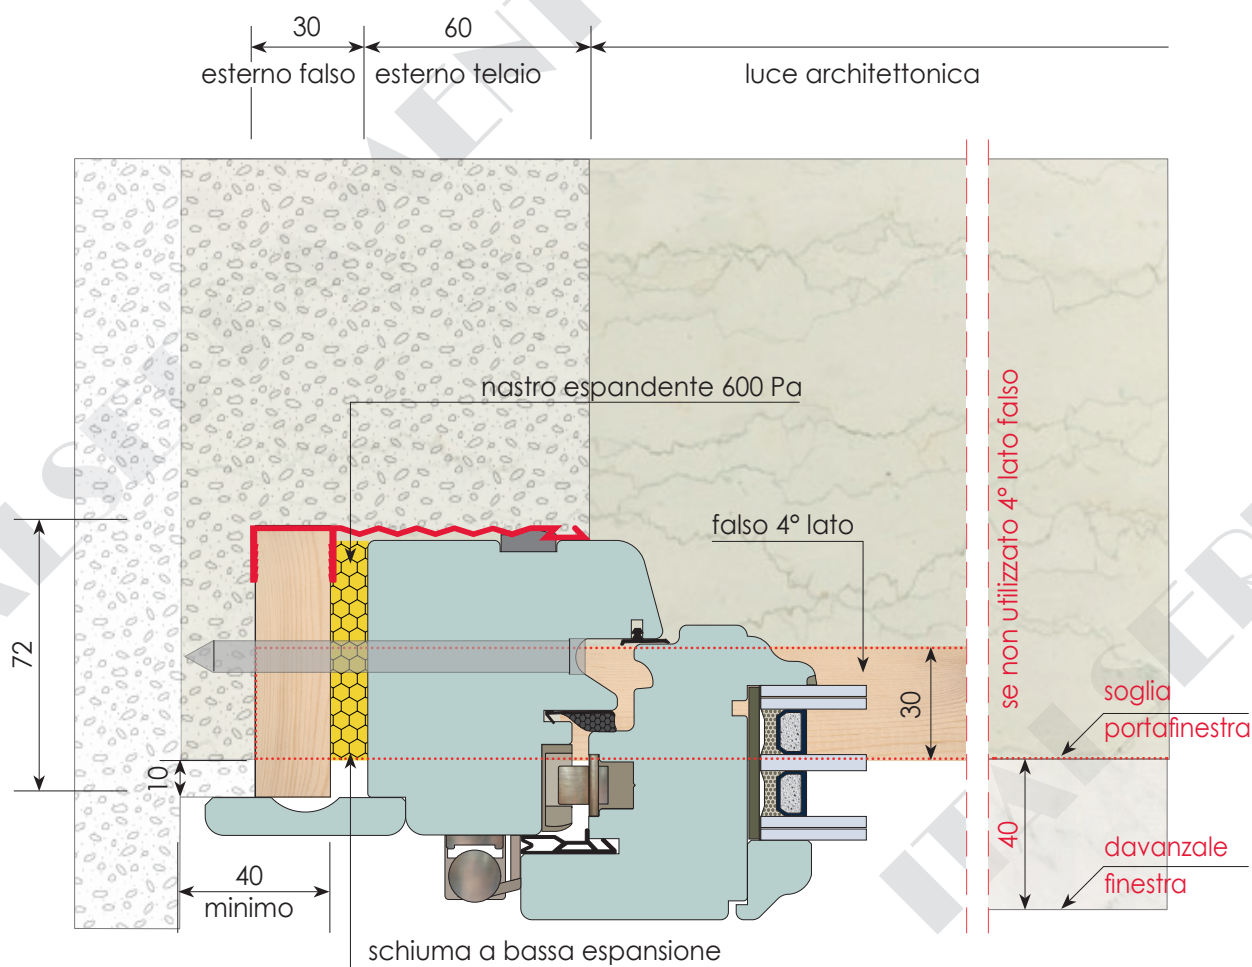 30
60
esterno falso
esterno telaio
luce architettonica
nastro espandente 600 Pa
se non utilizzato 4° lato falso
falso 4° lato
72
30
soglia
portafinestra
10
40
davanzale
finestra
40
minimo
schiuma a bassa espansione